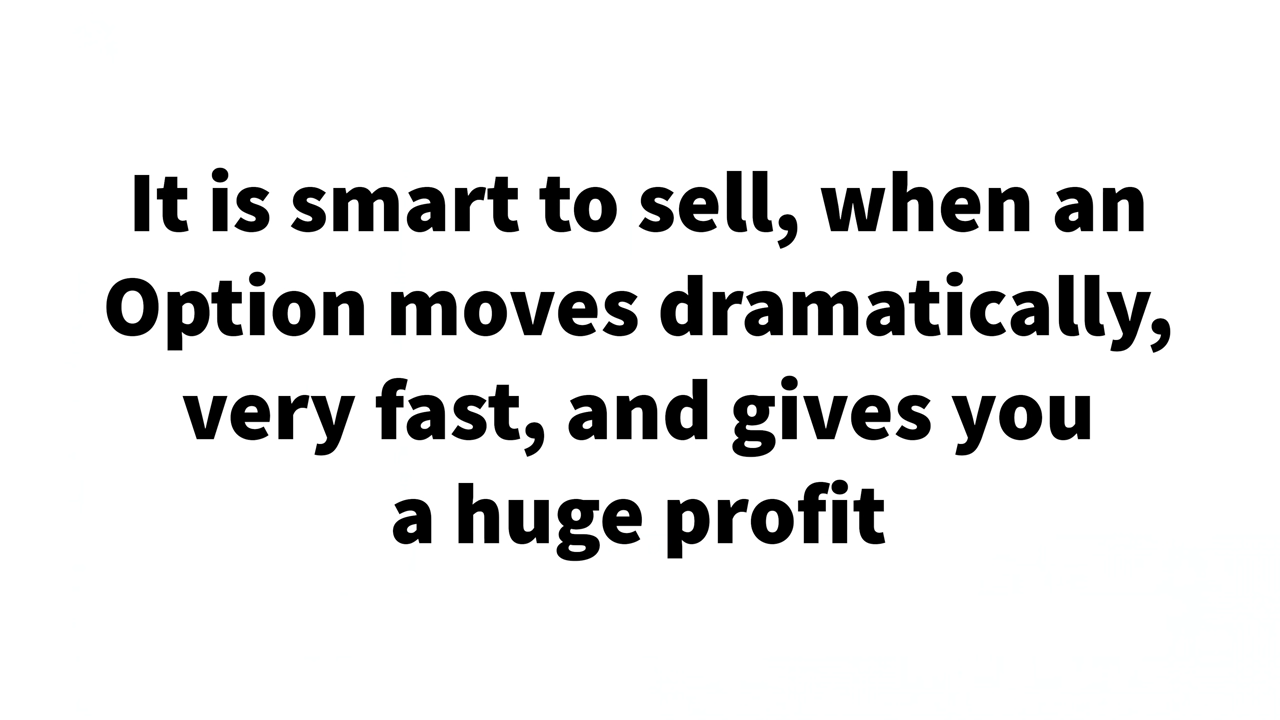 It is smart to sell, when an
Option moves dramatically,
very fast, and gives you
a huge profit